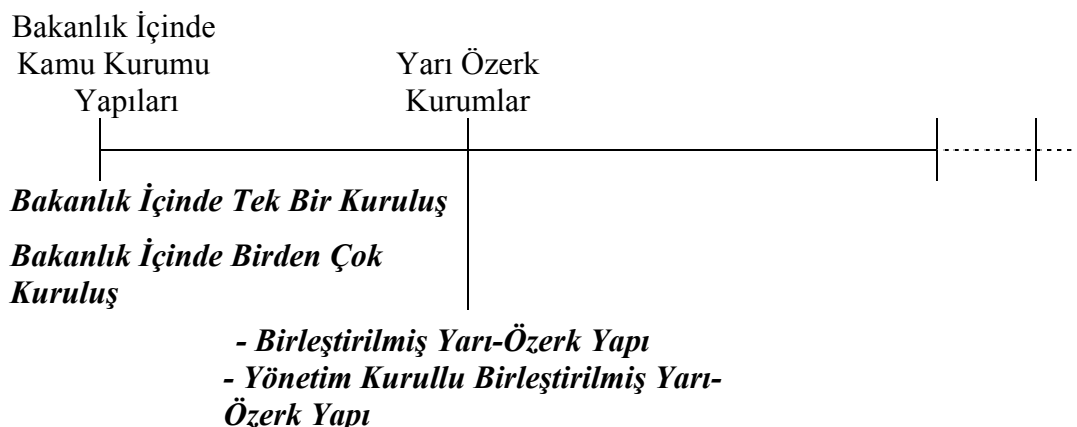 Bakanlık İçinde
Kamu Kurumu
Yapıları
Yarı Özerk
Kurumlar
Bakanlık İçinde Tek Bir Kuruluş
Bakanlık İçinde Birden Çok
Kuruluş
- Birleştirilmiş Yarı-Özerk Yapı
- Yönetim Kurullu Birleştirilmiş Yarı-
Özerk Yapı